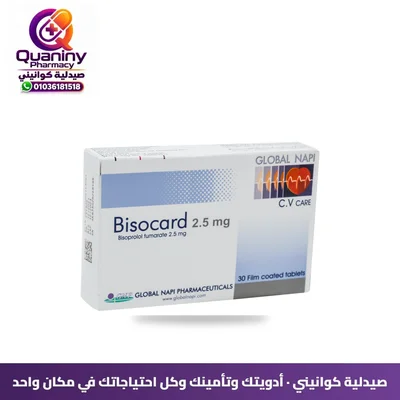 Quaniny
Pharmacy
صيدلية كوانيني
01036181518
GLOBAL NAPI
C.V CARE
Bisocard 2.5 mg
Bisoprolol fumarate 2.5 mg
30 Film coated tablets
GLOBAL NAPI PHARMACEUTICALS
www.globalnapi.com
صيدلية كوانيني - أدويتك وتأمينك وكل احتياجاتك في مكان واحد